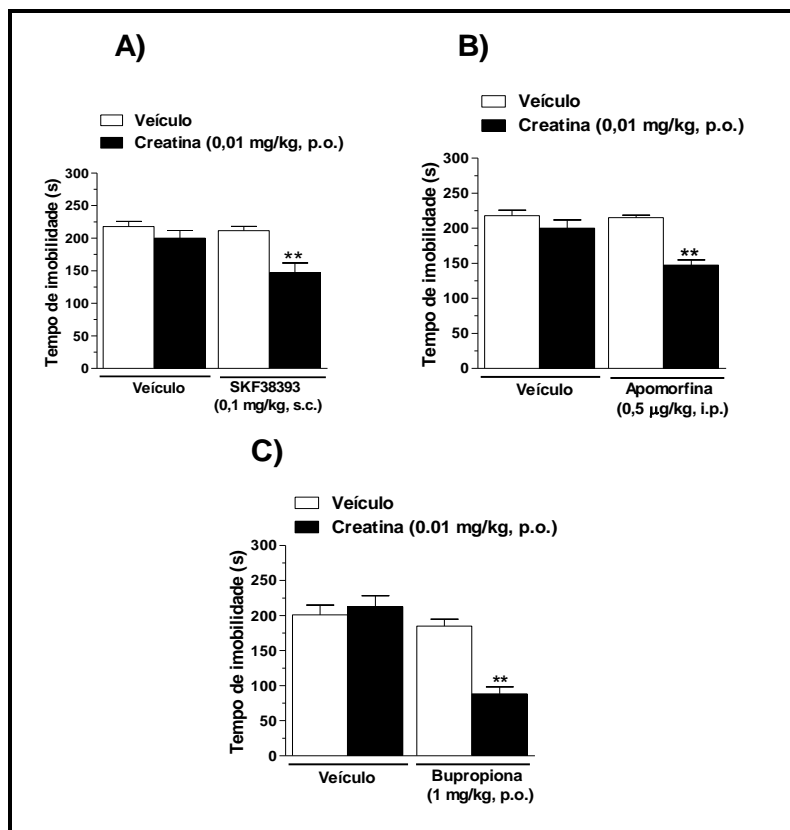 A)
Veículo
Creatina (0,01 mg/kg, p.o.)
300
250
200
150
100
50
0
Tempo de imobilidade (s)
**
Veículo
SKF38393
(0,1 mg/kg, s.c.)
B)
Veículo
Creatina (0,01 mg/kg, p.o.)
300
250
200
150
100
50
0
Tempo de imobilidade (s)
**
Veículo
Apomorfina
(0,5 µg/kg, i.p.)
C)
Veículo
Creatina (0.01 mg/kg, p.o.)
300
250
200
150
100
50
0
Tempo de imobilidade (s)
**
Veículo
Bupropiona
(1 mg/kg, p.o.)